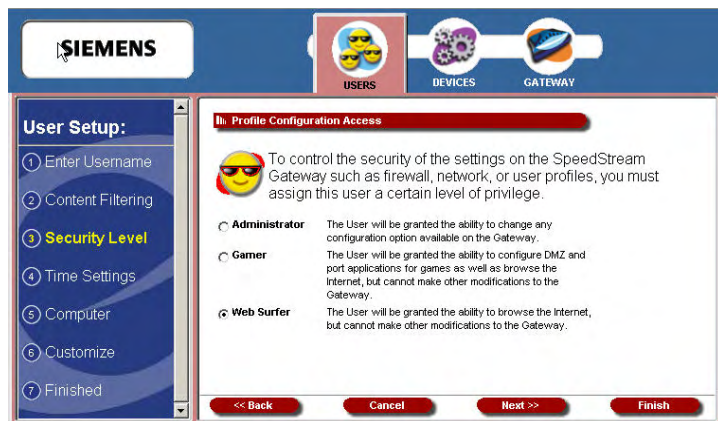 SIEMENS
USERS
DEVICES
GATEWAY
User Setup:
1 Enter Username
2 Content Filtering
3 Security Level
4 Time Settings
5 Computer
6 Customize
7 Finished
Profile Configuration Access
To control the security of the settings on the SpeedStream
Gateway such as firewall, network, or user profiles, you must
assign this user a certain level of privilege.
Administrator
The User will be granted the ability to change any
configuration option available on the Gateway.
Gamer
The User will be granted the ability to configure DMZ and
port applications for games as well as browse the
Internet, but cannot make other modifications to the
Gateway.
Web Surfer
The User will be granted the ability to browse the Internet,
but cannot make other modifications to the Gateway.
<< Back
Cancel
Next >>
Finish